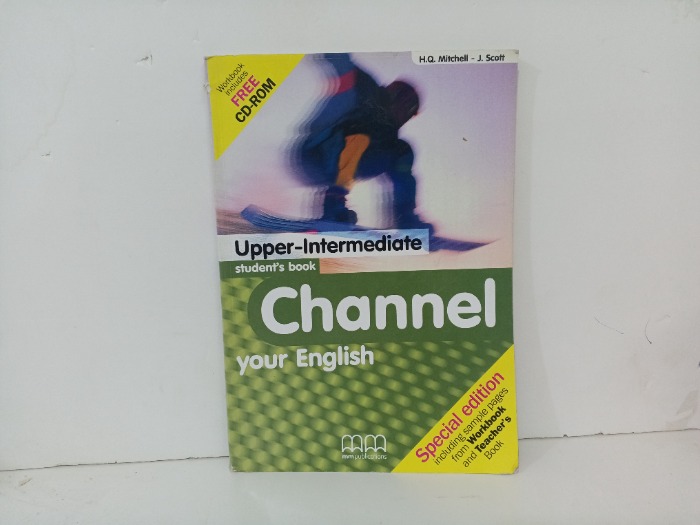 H.Q. Mitchell - J. Scott
Workbook
includes
FREE
CD-ROM
Upper-Intermediate
student's book
Channel
your English
Special edition
including sample pages
from Workbook
and Teacher's
Book
mm publications